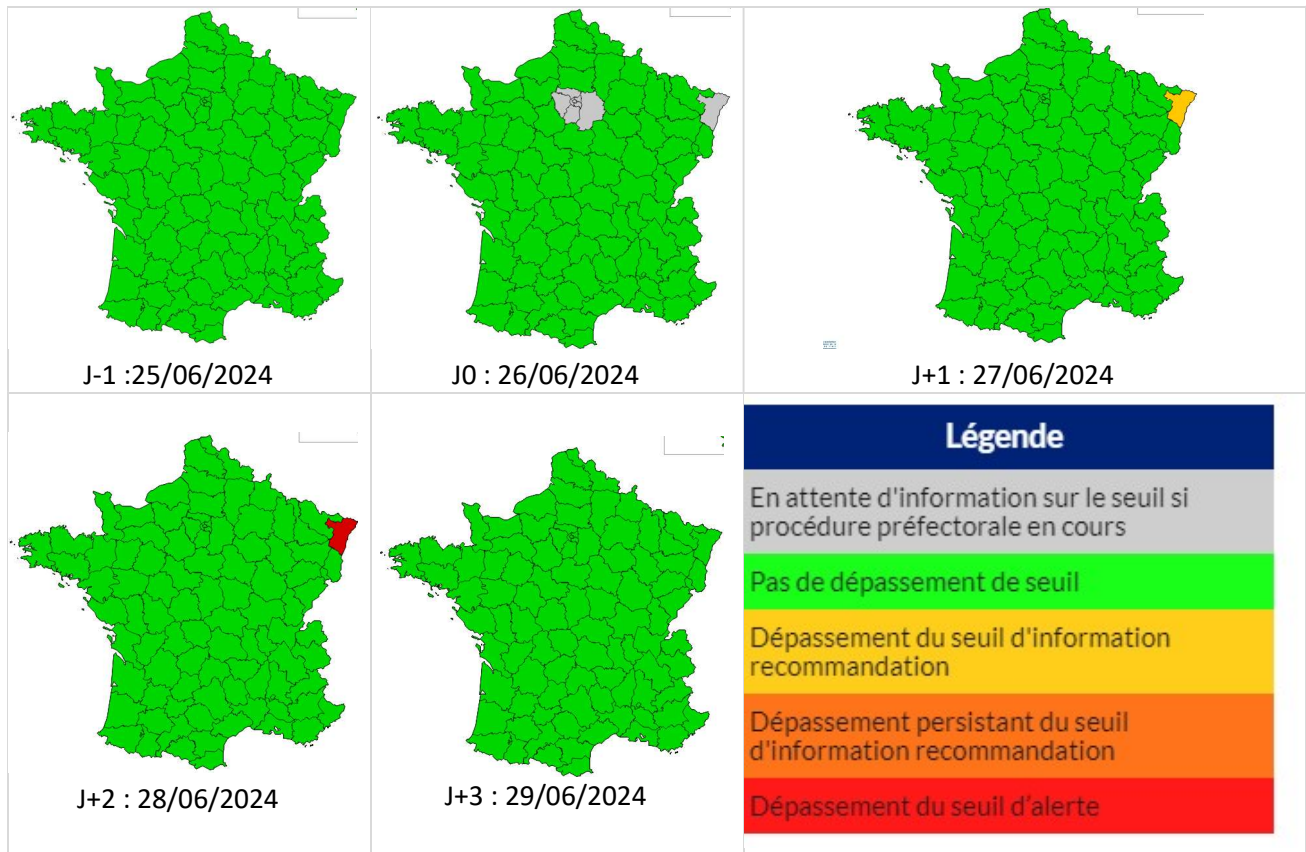 J-1 :25/06/2024
J0 : 26/06/2024
J+1 : 27/06/2024
J+2 : 28/06/2024
J+3 : 29/06/2024
Légende
En attente d'information sur le seuil si
procédure préfectorale en cours
Pas de dépassement de seuil
Dépassement du seuil d'information
recommandation
Dépassement persistant du seuil
d'information recommandation
Dépassement du seuil d'alerte